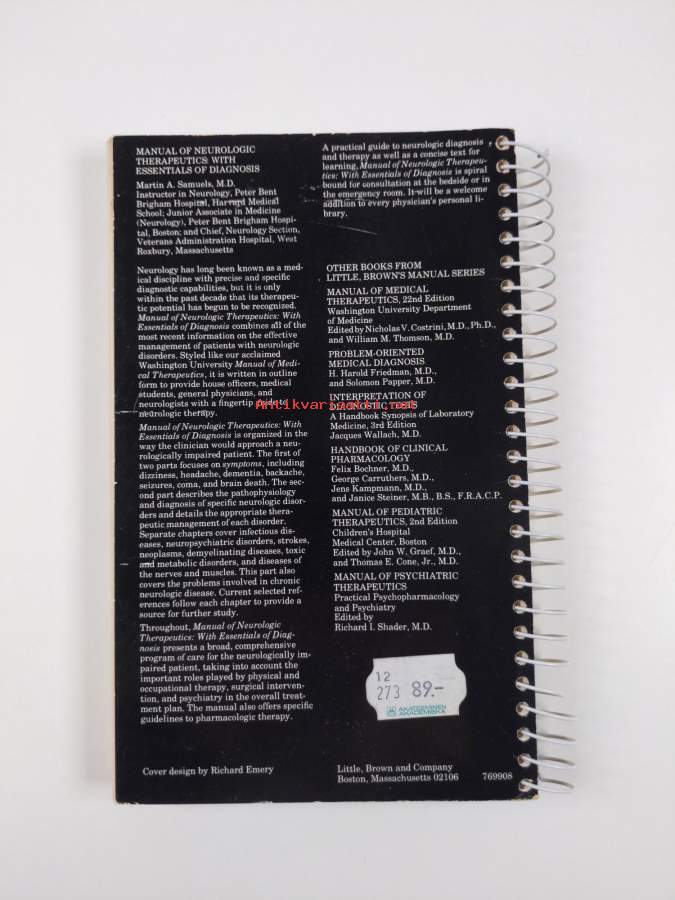 MANUAL OF NEUROLOGIC
THERAPEUTICS: WITH
ESSENTIALS OF DIAGNOSIS
Martin A. Samuels, M.D.
Instructor in Neurology, Peter Bent
Brigham Hospital, Harvard Medical
School; Junior Associate in Medicine
(Neurology), Peter Bent Brigham Hospi-
tal, Boston; and Chief, Neurology Section,
Veterans Administration Hospital, West
Roxbury, Massachusetts
Neurology has long been known as a med-
ical discipline with precise and specific
diagnostic capabilities, but it is only
within the past decade that its therapeu-
tic potential has begun to be recognized.
Manual of Neurologic Therapeutics: With
Essentials of Diagnosis combines all of the
most recent information on the effective
management of patients with neurologic
disorders. Styled like our acclaimed
Washington University Manual of Medi-
cal Therapeutics, it is written in outline
form to provide house officers, medical
students, general physicians, and
neurologists with a fingertip guide to
neurologic therapy.
Manual of Neurologic Therapeutics: With
Essentials of Diagnosis is organized in the
way the clinician would approach a neu-
rologically impaired patient. The first of
two parts focuses on symptoms, including
dizziness, headache, dementia, backache,
seizures, coma, and brain death. The sec-
ond part describes the pathophysiology
and diagnosis of specific neurologic disor-
ders and details the appropriate thera-
peutic management of each disorder.
Separate chapters cover infectious dis-
eases, neuropsychiatric disorders, strokes,
neoplasms, demyelinating diseases, toxic
and metabolic disorders, and diseases of
the nerves and muscles. This part also
covers the problems involved in chronic
neurologic disease. Current selected ref-
erences follow each chapter to provide a
source for further study.
Throughout, Manual of Neurologic
Therapeutics: With Essentials of Diag-
nosis presents a broad, comprehensive
program of care for the neurologically im-
paired patient, taking into account the
important roles played by physical and
occupational therapy, surgical interven-
tion, and psychiatry in the overall treat-
ment plan. The manual also offers specific
guidelines to pharmacologic therapy.
Cover design by Richard Emery
A practical guide to neurologic diagnosis
and therapy as well as a concise text for
learning, Manual of Neurologic Therapeu-
tics: With Essentials of Diagnosis is spiral
bound for consultation at the bedside or in
the emergency room. It will be a welcome
addition to every physician's personal li-
brary.
OTHER BOOKS FROM
LITTLE, BROWN'S MANUAL SERIES
MANUAL OF MEDICAL
THERAPEUTICS, 22nd Edition
Washington University Department
of Medicine
Edited by Nicholas V. Costrini, M.D., Ph.D.,
and William M. Thomson, M.D.
PROBLEM-ORIENTED
MEDICAL DIAGNOSIS
H. Harold Friedman, M.D.,
and Solomon Papper, M.D.
INTERPRETATION OF
DIAGNOSTIC TESTS
A Handbook Synopsis of Laboratory
Medicine, 3rd Edition
Jacques Wallach, M.D.
HANDBOOK OF CLINICAL
PHARMACOLOGY
Felix Bochner, M.D.,
George Carruthers, M.D.,
Jens Kampmann, M.D.,
and Janice Steiner, M.B., B.S., F.R.A.C.P.
MANUAL OF PEDIATRIC
THERAPEUTICS, 2nd Edition
Children's Hospital
Medical Center, Boston
Edited by John W. Graef, M.D.,
and Thomas E. Cone, Jr., M.D.
MANUAL OF PSYCHIATRIC
THERAPEUTICS
Practical Psychopharmacology
and Psychiatry
Edited by
Richard I. Shader, M.D.
12
273 89.-
AKATEEMINEN
AKADEMISKA
Little, Brown and Company
Boston, Massachusetts 02106 769908